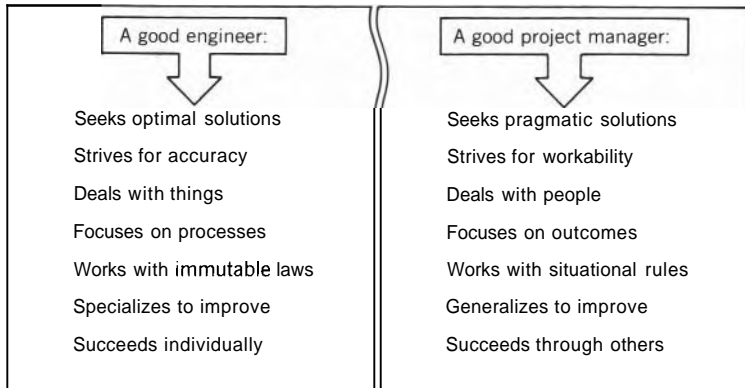 A good engineer:
Seeks optimal solutions
Strives for accuracy
Deals with things
Focuses on processes
Works with immutable laws
Specializes to improve
Succeeds individually
A good project manager:
Seeks pragmatic solutions
Strives for workability
Deals with people
Focuses on outcomes
Works with situational rules
Generalizes to improve
Succeeds through others